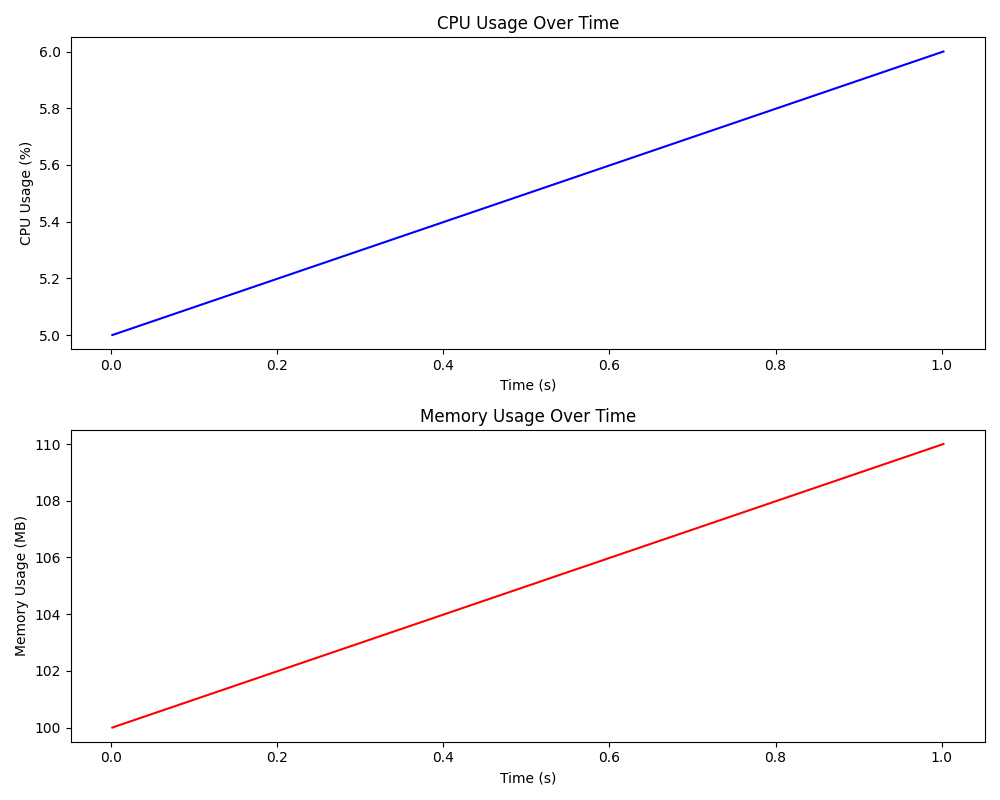 CPU Usage Over Time
6.0
5.8
5.6
5.4
5.2
5.0
CPU Usage (%)
0.0 0.2 0.4 0.6 0.8 1.0
Time (s)
Memory Usage Over Time
110
108
106
104
102
100
Memory Usage (MB)
0.0 0.2 0.4 0.6 0.8 1.0
Time (s)